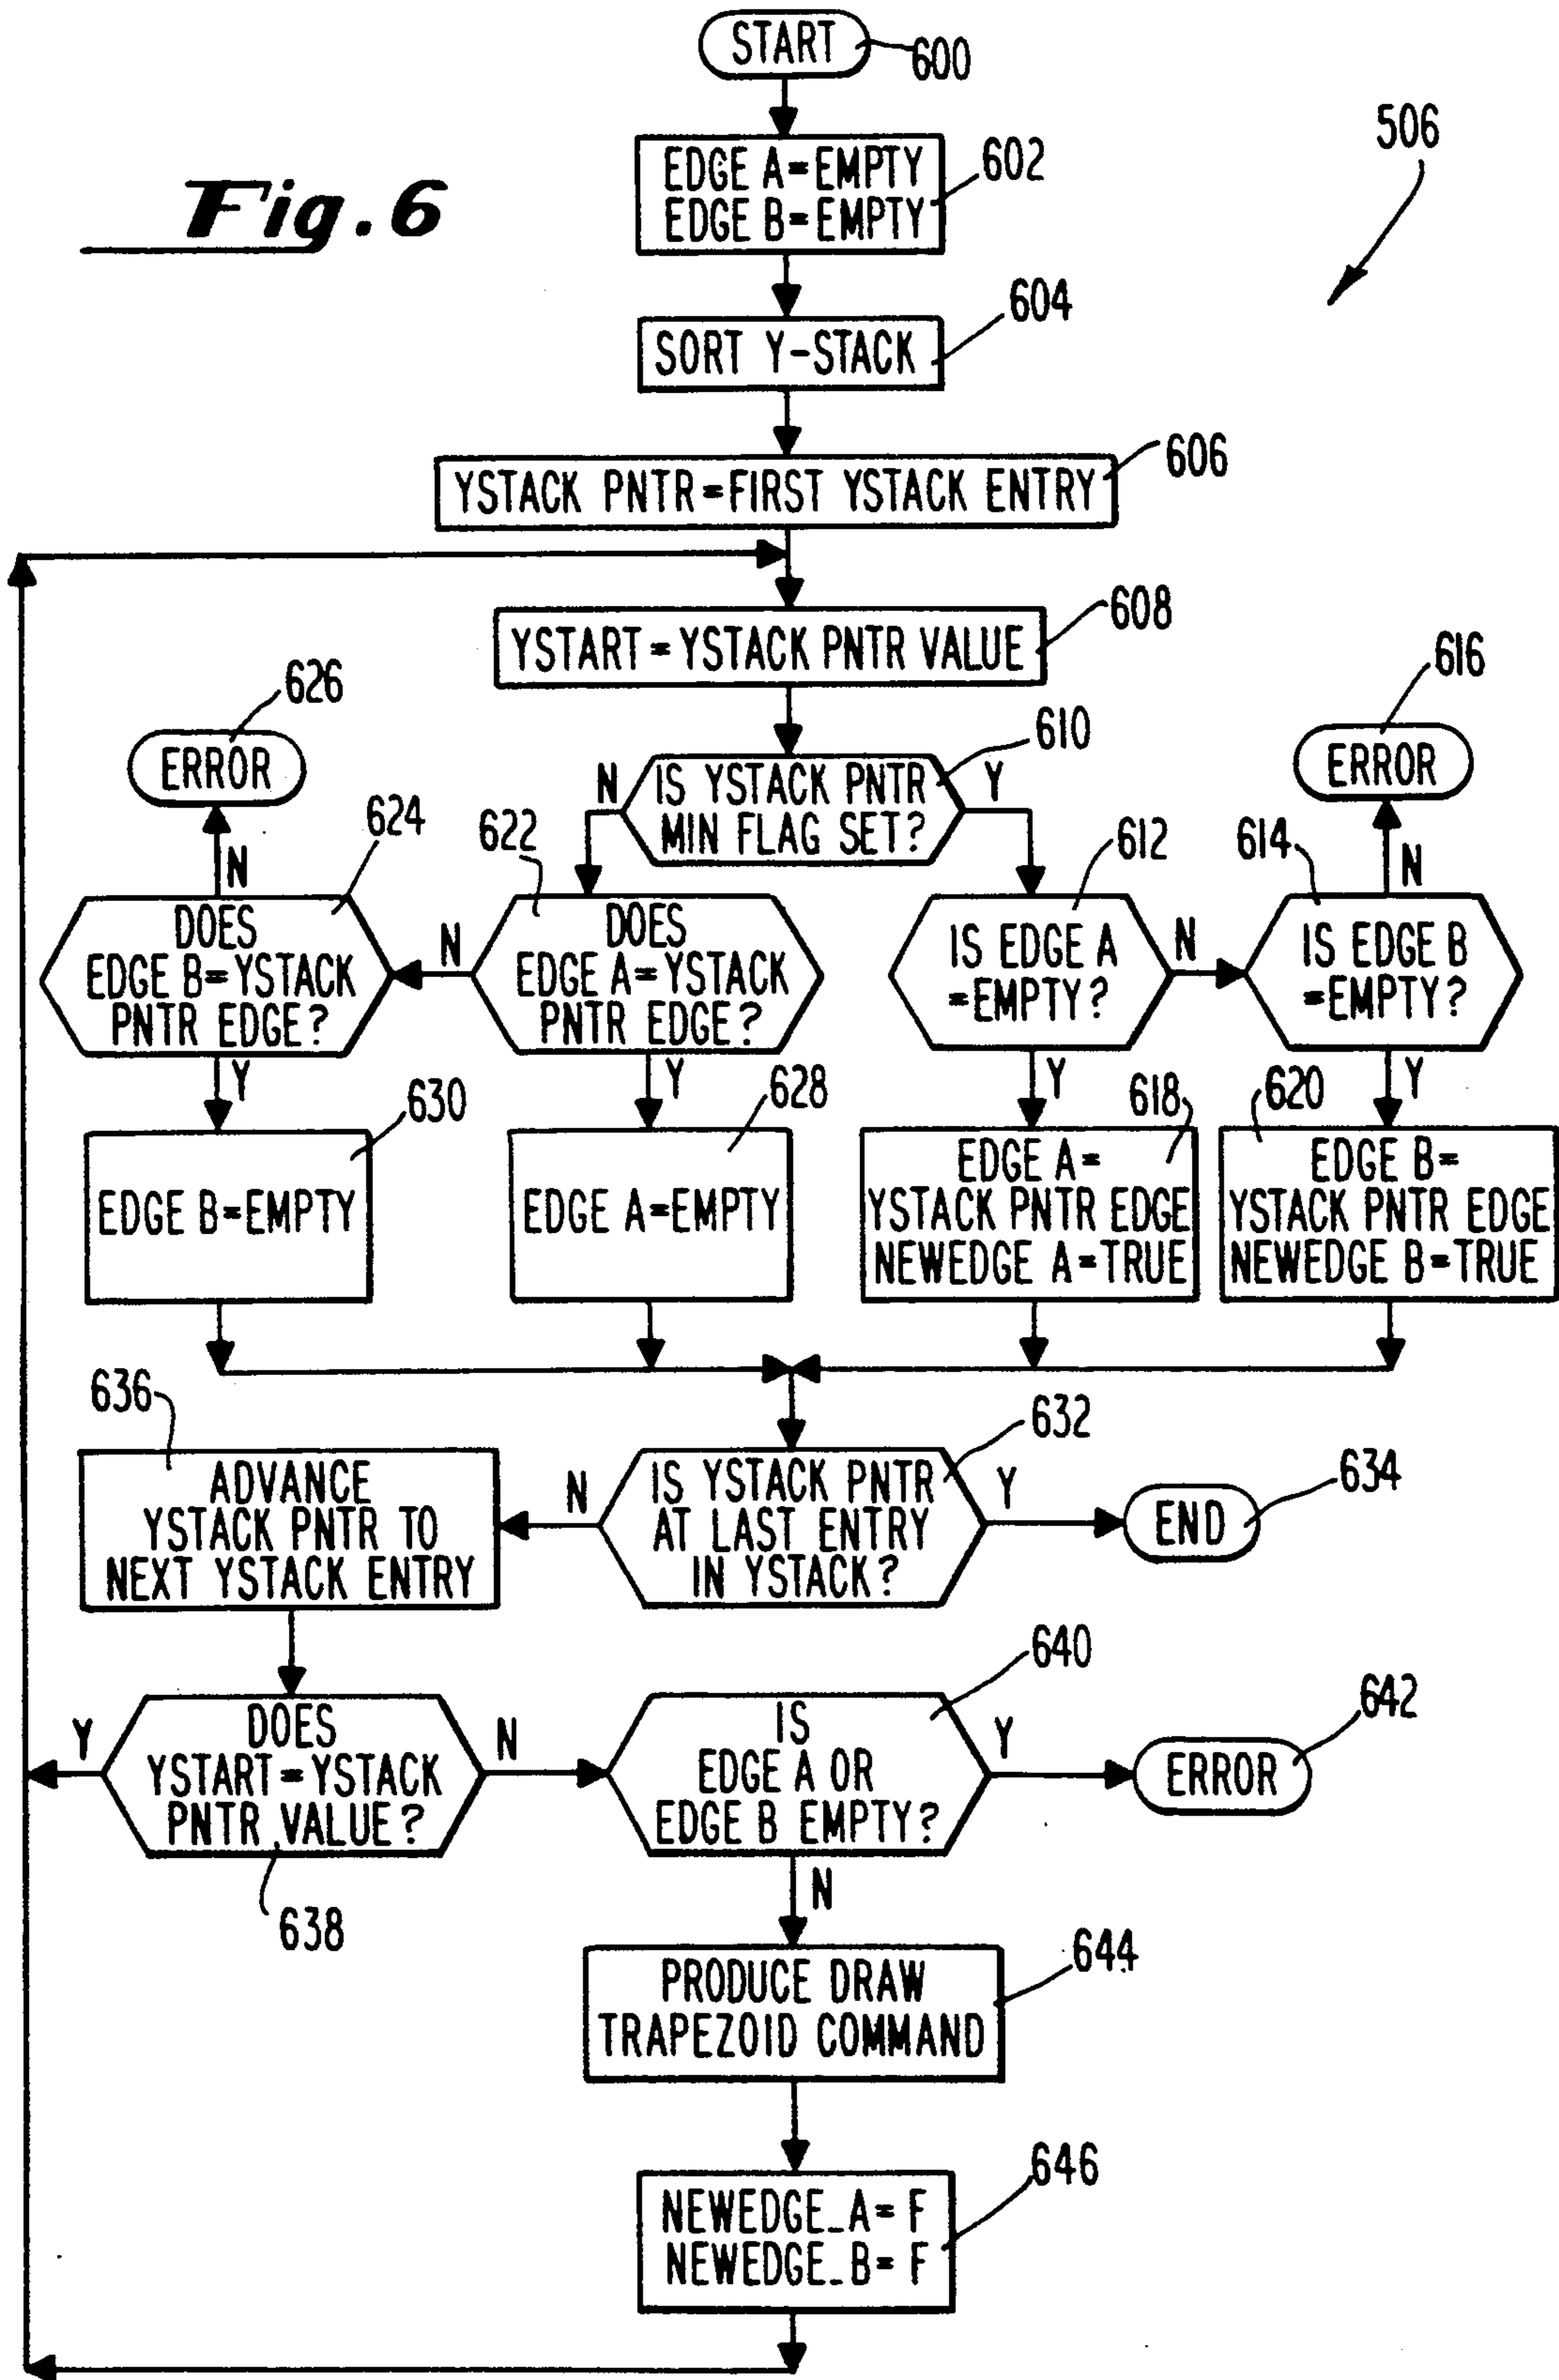 START
600
506
Fig. 6
EDGE A=EMPTY
EDGE B=EMPTY
602
SORT Y-STACK
604
YSTACK PNTR=FIRST YSTACK ENTRY
606
YSTART=YSTACK PNTR VALUE
608
626
616
ERROR
ERROR
N
IS YSTACK PNTR
MIN FLAG SET?
Y
610
624
622
612
614
N
N
DOES
EDGE B=YSTACK
PNTR EDGE?
N
DOES
EDGE A=YSTACK
PNTR EDGE?
IS EDGE A
=EMPTY?
N
IS EDGE B
=EMPTY?
Y
Y
Y
Y
630
628
618
620
EDGE B=EMPTY
EDGE A=EMPTY
EDGE A=
YSTACK PNTR EDGE
NEWEDGE A=TRUE
EDGE B=
YSTACK PNTR EDGE
NEWEDGE B=TRUE
636
632
ADVANCE
YSTACK PNTR TO
NEXT YSTACK ENTRY
N
IS YSTACK PNTR
AT LAST ENTRY
IN YSTACK?
Y
END
634
640
642
Y
DOES
YSTART=YSTACK
PNTR VALUE?
N
IS
EDGE A OR
EDGE B EMPTY?
Y
ERROR
638
N
PRODUCE DRAW
TRAPEZOID COMMAND
644
NEWEDGE_A= F
NEWEDGE_B= F
646